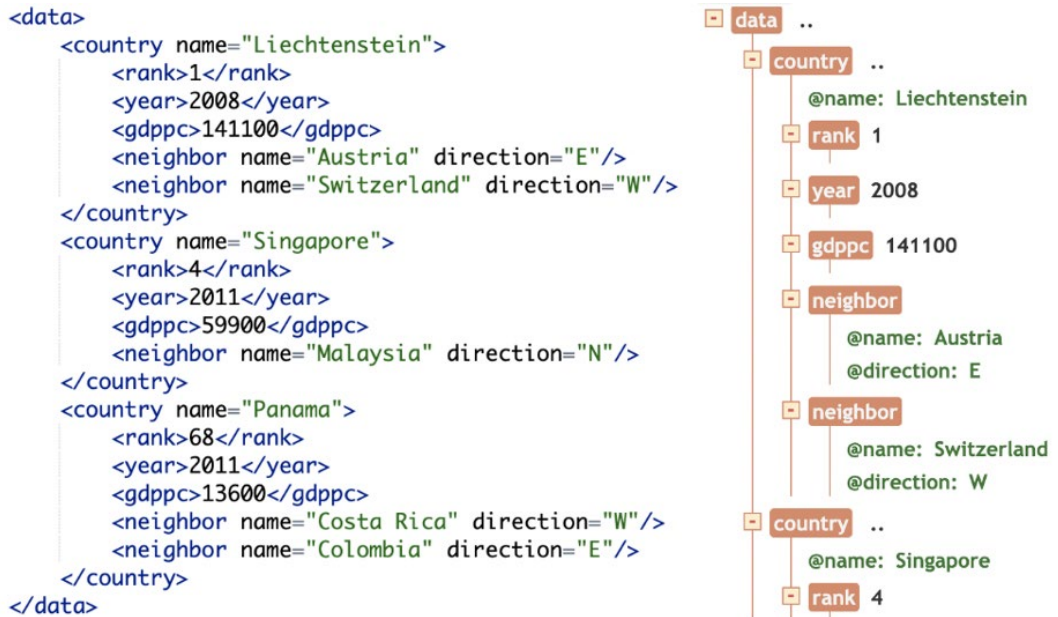 <data>
<country name="Liechtenstein">
<rank>1</rank>
<year>2008</year>
<gdppc>141100</gdppc>
<neighbor name="Austria" direction="E"/>
<neighbor name="Switzerland" direction="W"/>
</country>
<country name="Singapore">
<rank>4</rank>
<year>2011</year>
<gdppc>59900</gdppc>
<neighbor name="Malaysia" direction="N"/>
</country>
<country name="Panama">
<rank>68</rank>
<year>2011</year>
<gdppc>13600</gdppc>
<neighbor name="Costa Rica" direction="W"/>
<neighbor name="Colombia" direction="E"/>
</country>
</data>
data ..
country ..
@name: Liechtenstein
rank 1
year 2008
gdppc 141100
neighbor
@name: Austria
@direction: E
neighbor
@name: Switzerland
@direction: W
country ..
@name: Singapore
rank 4